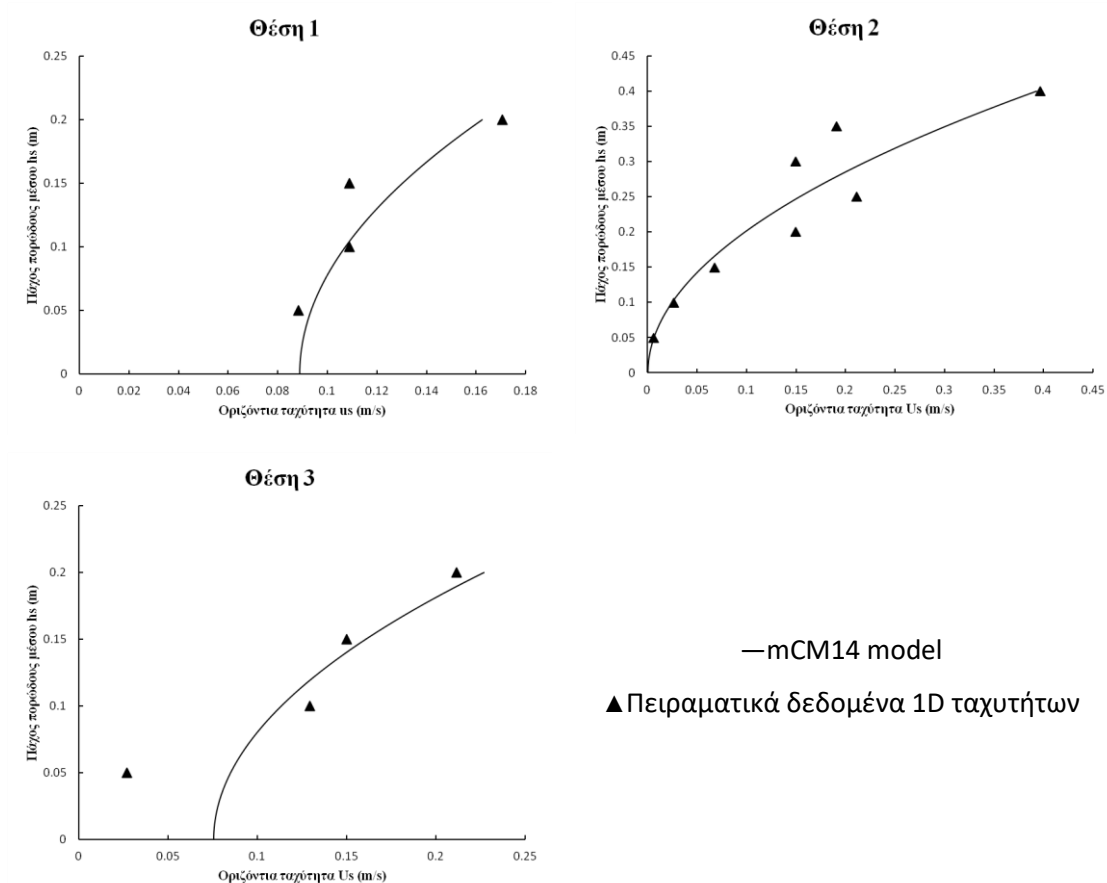 Θέση 1
0.25
0.2
0.15
0.1
0.05
0
Πάχος πορώδους μέσου hs (m)
0 0.02 0.04 0.06 0.08 0.1 0.12 0.14 0.16 0.18
Οριζόντια ταχύτητα us (m/s)
Θέση 2
0.45
0.4
0.35
0.3
0.25
0.2
0.15
0.1
0.05
0
Πάχος πορώδους μέσου hs (m)
0 0.05 0.1 0.15 0.2 0.25 0.3 0.35 0.4 0.45
Οριζόντια ταχύτητα Us (m/s)
Θέση 3
0.25
0.2
0.15
0.1
0.05
0
Πάχος πορώδους μέσου hs (m)
0 0.05 0.1 0.15 0.2 0.25
Οριζόντια ταχύτητα Us (m/s)
—mCM14 model
▲Πειραματικά δεδομένα 1D ταχυτήτων